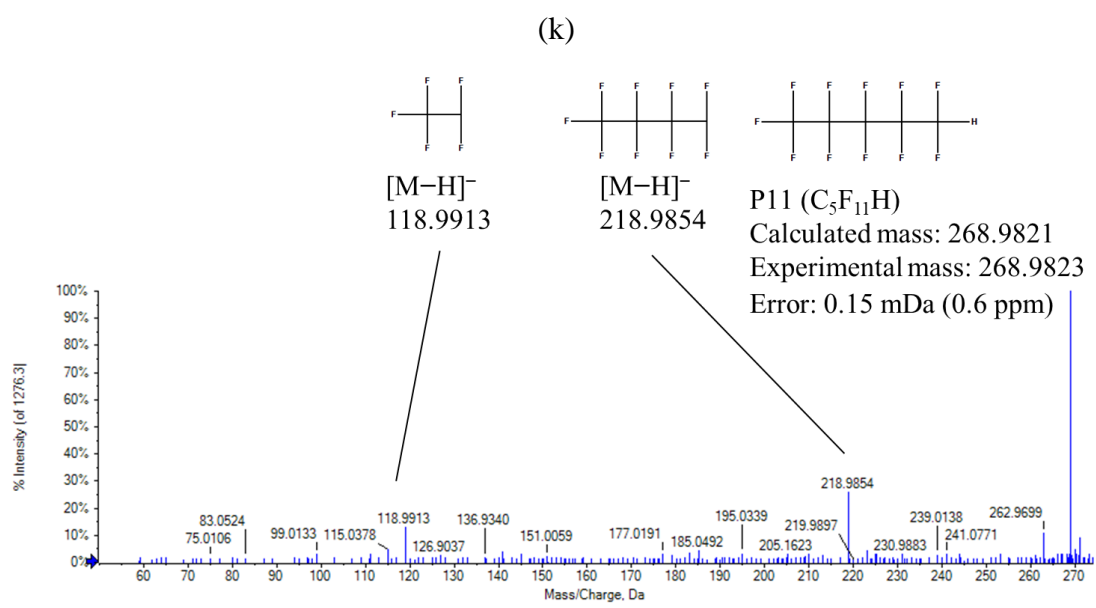 (k)
F F
F
F F
F F F F
F
F F F F
F F F F F
F H
F F F F F
[M−H]⁻
118.9913
[M−H]⁻
218.9854
P11 (C₅F₁₁H)
Calculated mass: 268.9821
Experimental mass: 268.9823
Error: 0.15 mDa (0.6 ppm)
% Intensity (of 1276.3)
100%
90%
80%
70%
60%
50%
40%
30%
20%
10%
0%
218.9854
83.0524
75.0106
99.0133
115.0378
118.9913
126.9037
136.9340
151.0059
177.0191
185.0492
195.0339
205.1623
219.9897
230.9883
239.0138
241.0771
262.9699
60 70 80 90 100 110 120 130 140 150 160 170 180 190 200 210 220 230 240 250 260 270
Mass/Charge, Da